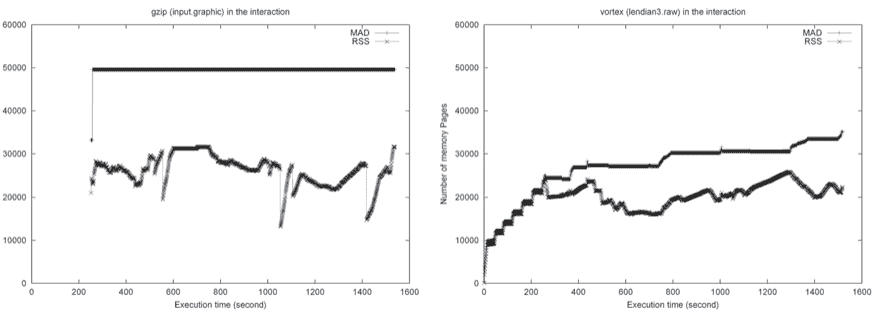 gzip (input.graphic) in the interaction
MAD
RSS
60000
50000
40000
30000
20000
10000
0
0 200 400 600 800 1000 1200 1400 1600
Execution time (second)
vortex (lendian3.raw) in the interaction
MAD
RSS
Number of memory Pages
60000
50000
40000
30000
20000
10000
0
0 200 400 600 800 1000 1200 1400 1600
Execution time (second)